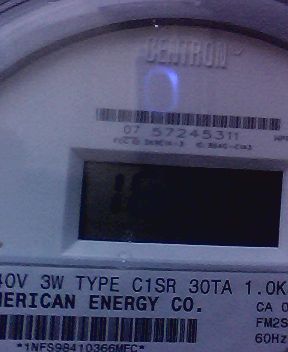 CENTRON
07 57245311
40V 3W TYPE C1SR 30TA 1.0K
MERICAN ENERGY CO.
CA 0
FM2S
60Hz
*1NFS98410366MFC*